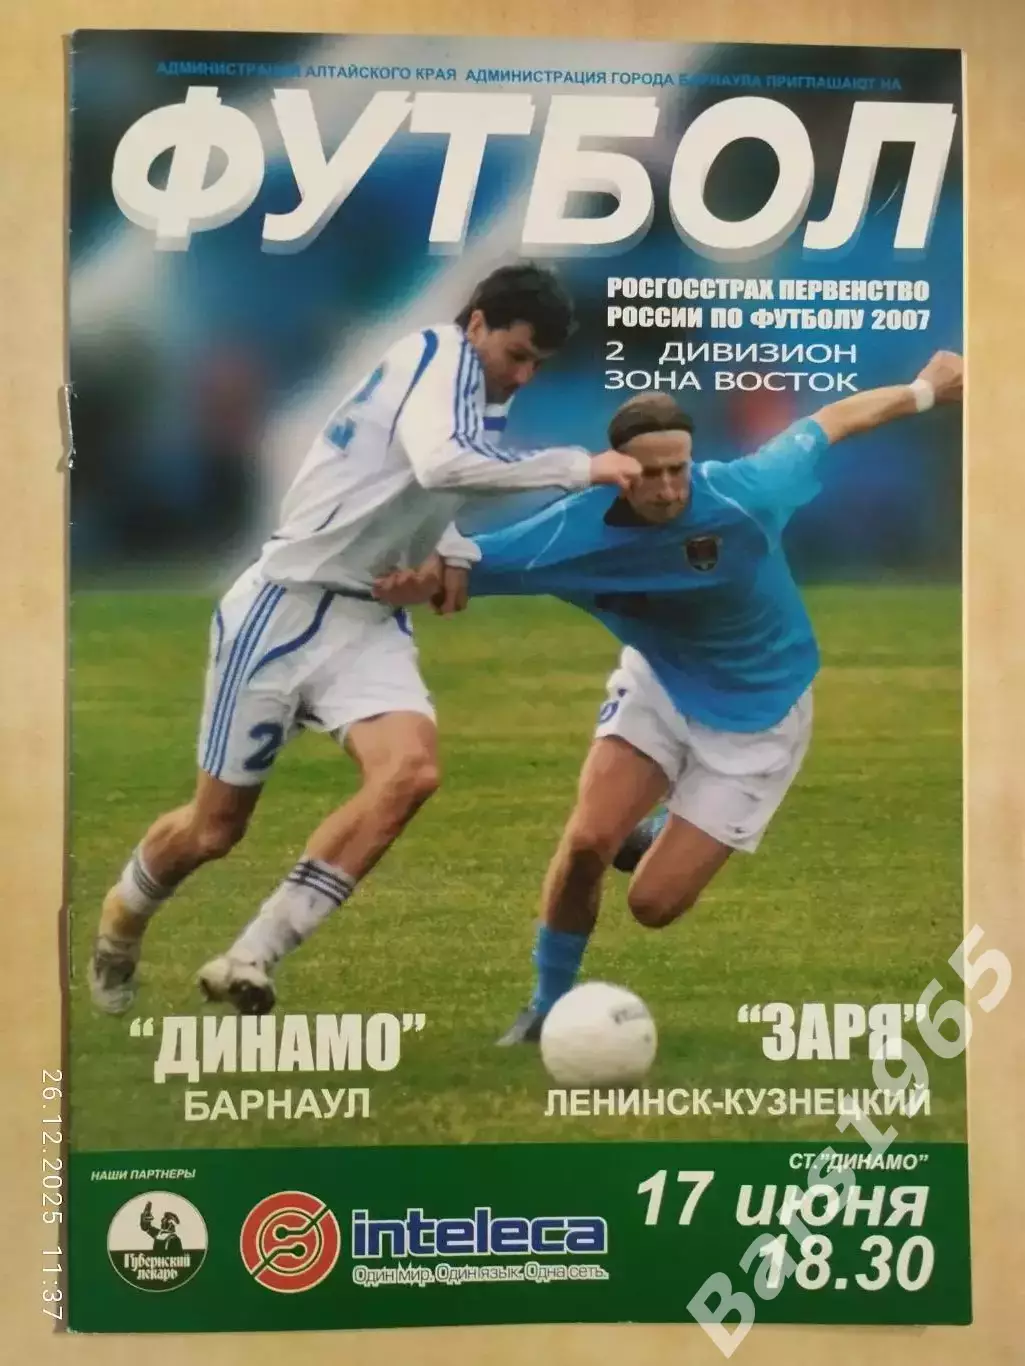 АДМИНИСТРАЦИЯ АЛТАЙСКОГО КРАЯ АДМИНИСТРАЦИЯ ГОРОДА БАРНАУЛА ПРИГЛАШАЮТ НА
ФУТБОЛ
РОСГОССТРАХ ПЕРВЕНСТВО
РОССИИ ПО ФУТБОЛУ 2007
2 ДИВИЗИОН
ЗОНА ВОСТОК
2
"ДИНАМО"
БАРНАУЛ
"ЗАРЯ"
ЛЕНИНСК-КУЗНЕЦКИЙ
НАШИ ПАРТНЕРЫ
Губернский
лекарь
inteleca
Один мир. Один язык. Одна сеть.
СТ."ДИНАМО"
17 июня
18.30
26.12.2025 11:37
Bars1965